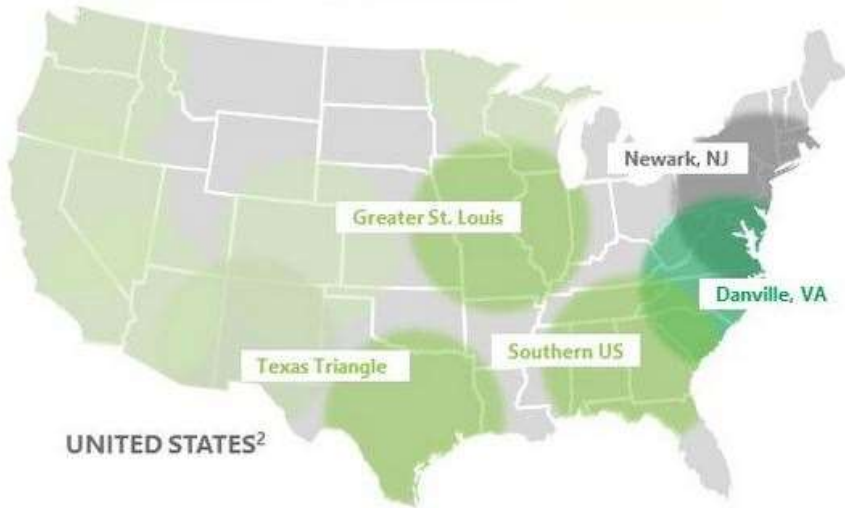 Newark, NJ
Greater St. Louis
Danville, VA
Southern US
Texas Triangle
UNITED STATES²